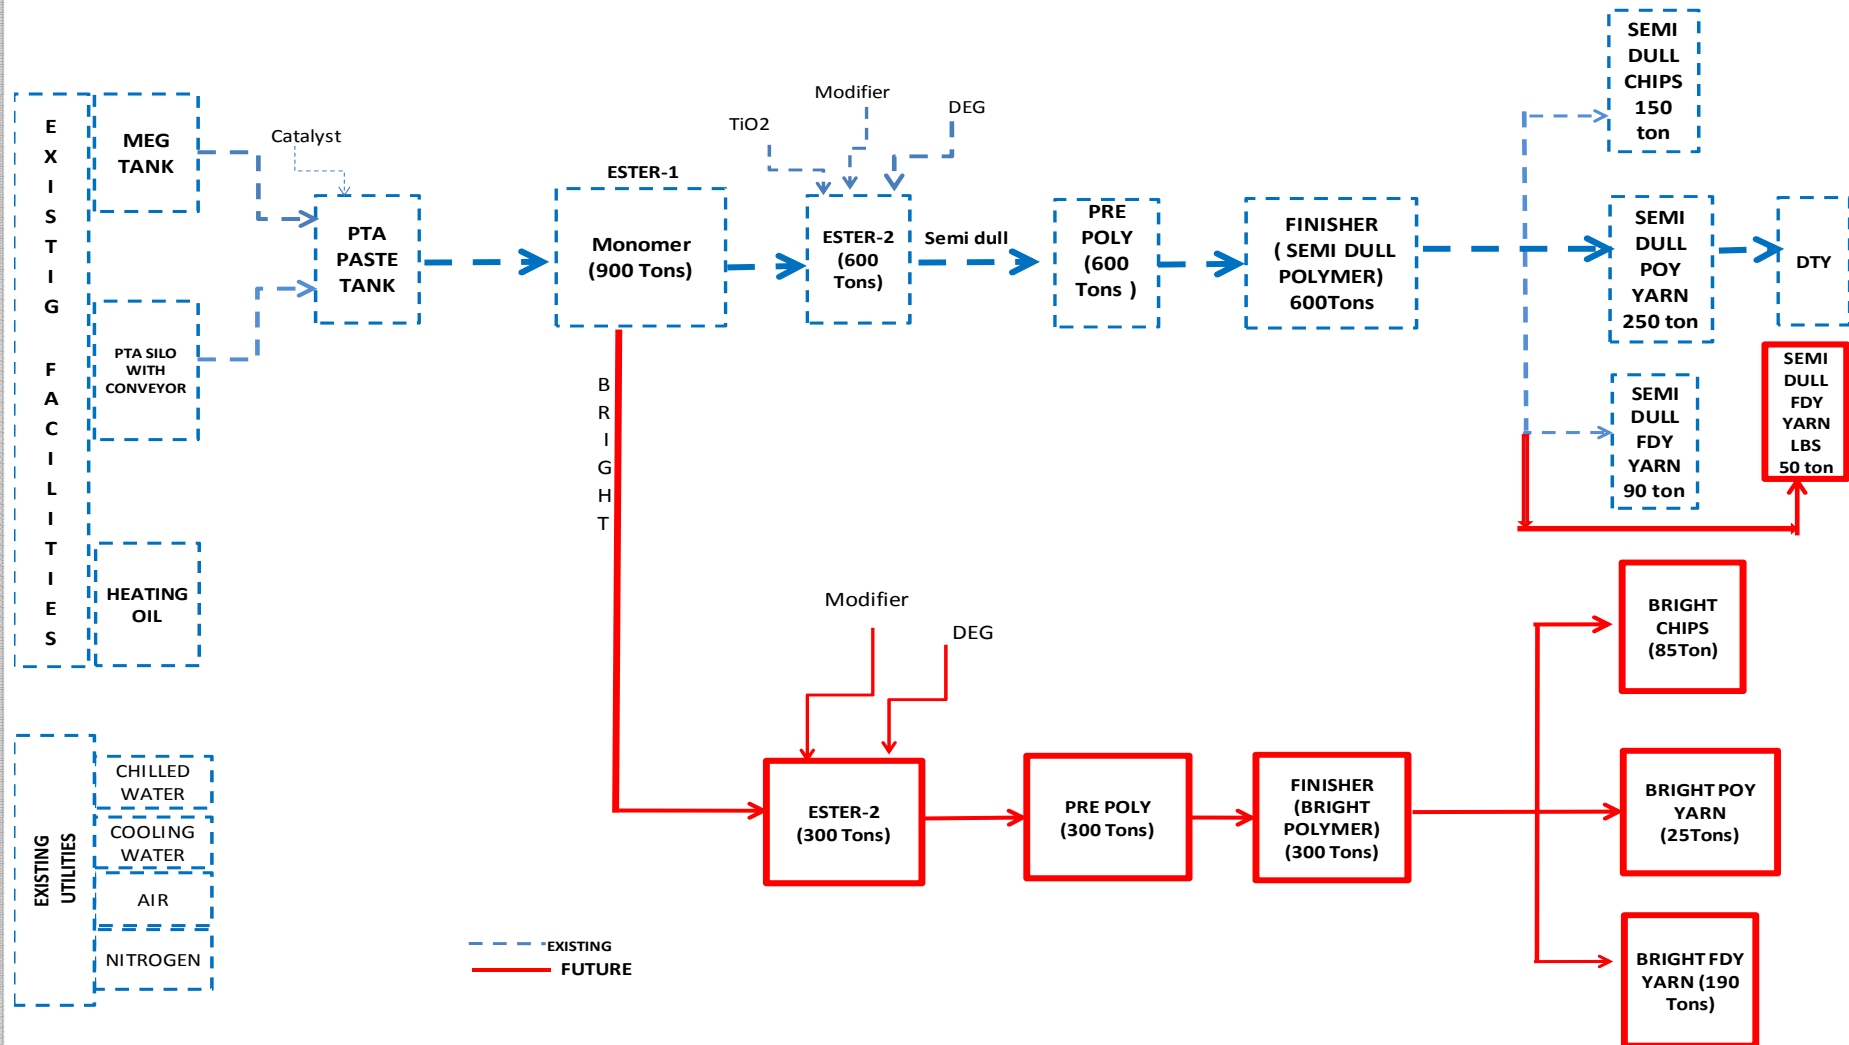 E
X
I
S
T
I
G
F
A
C
I
L
I
T
I
E
S
MEG
TANK
PTA SILO
WITH
CONVEYOR
HEATING
OIL
Catalyst
PTA
PASTE
TANK
ESTER-1
Monomer
(900 Tons)
TiO2
Modifier
DEG
ESTER-2
(600
Tons)
Semi dull
PRE
POLY
(600
Tons )
FINISHER
( SEMI DULL
POLYMER)
600Tons
SEMI
DULL
CHIPS
150
ton
SEMI
DULL
POY
YARN
250 ton
DTY
SEMI
DULL
FDY
YARN
90 ton
SEMI
DULL
FDY
YARN
LBS
50 ton
B
R
I
G
H
T
Modifier
DEG
ESTER-2
(300 Tons)
PRE POLY
(300 Tons)
FINISHER
(BRIGHT
POLYMER)
(300 Tons)
BRIGHT
CHIPS
(85Ton)
BRIGHT POY
YARN
(25Tons)
BRIGHT FDY
YARN (190
Tons)
EXISTING
UTILITIES
CHILLED
WATER
COOLING
WATER
AIR
NITROGEN
EXISTING
FUTURE